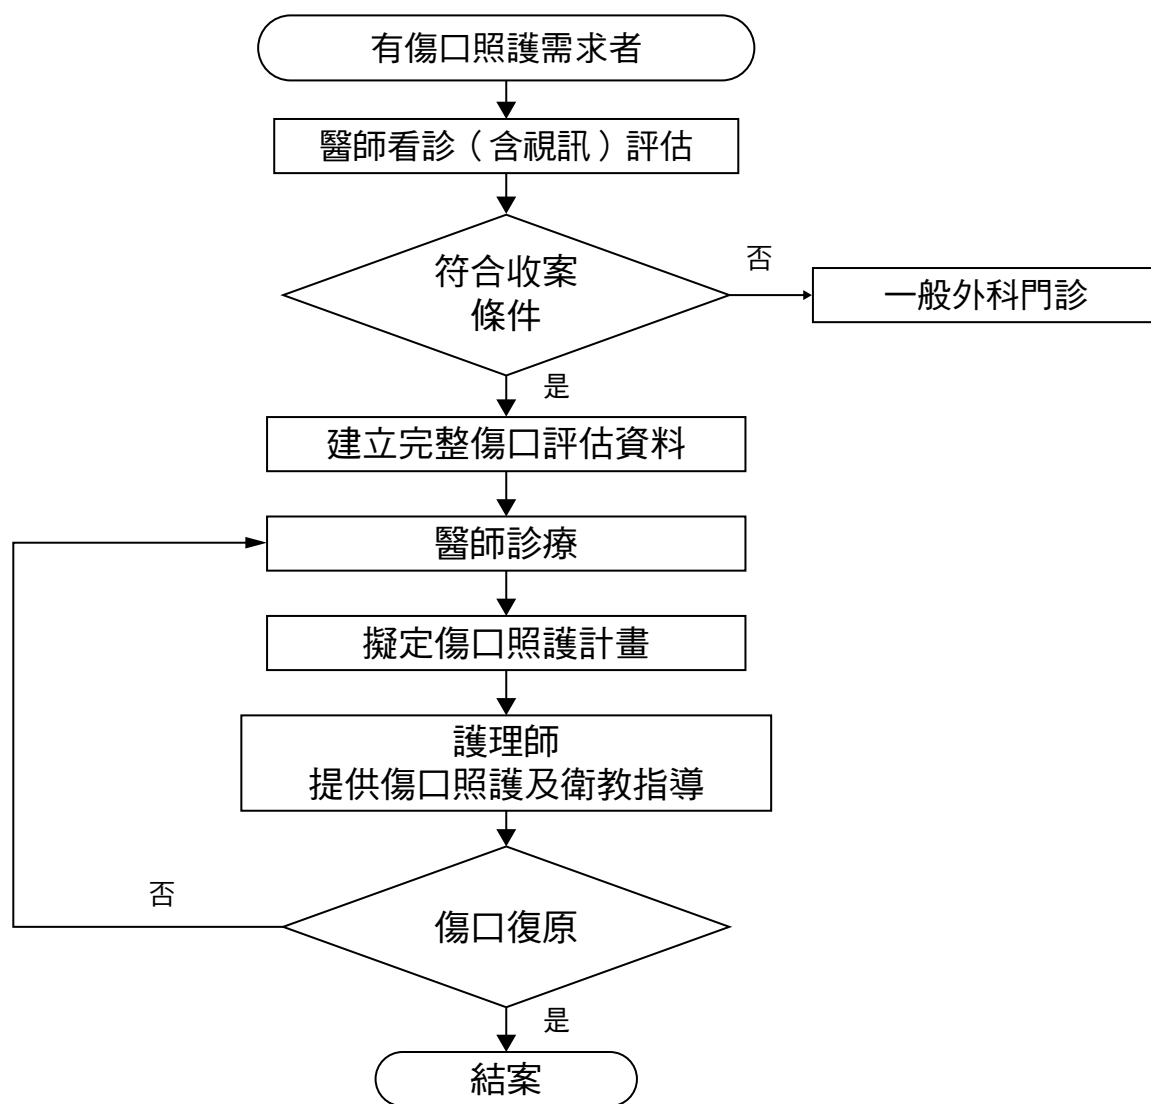 有傷口照護需求者
醫師看診（含視訊）評估
符合收案
條件
否
一般外科門診
是
建立完整傷口評估資料
醫師診療
擬定傷口照護計畫
護理師
提供傷口照護及衛教指導
否
傷口復原
是
結案